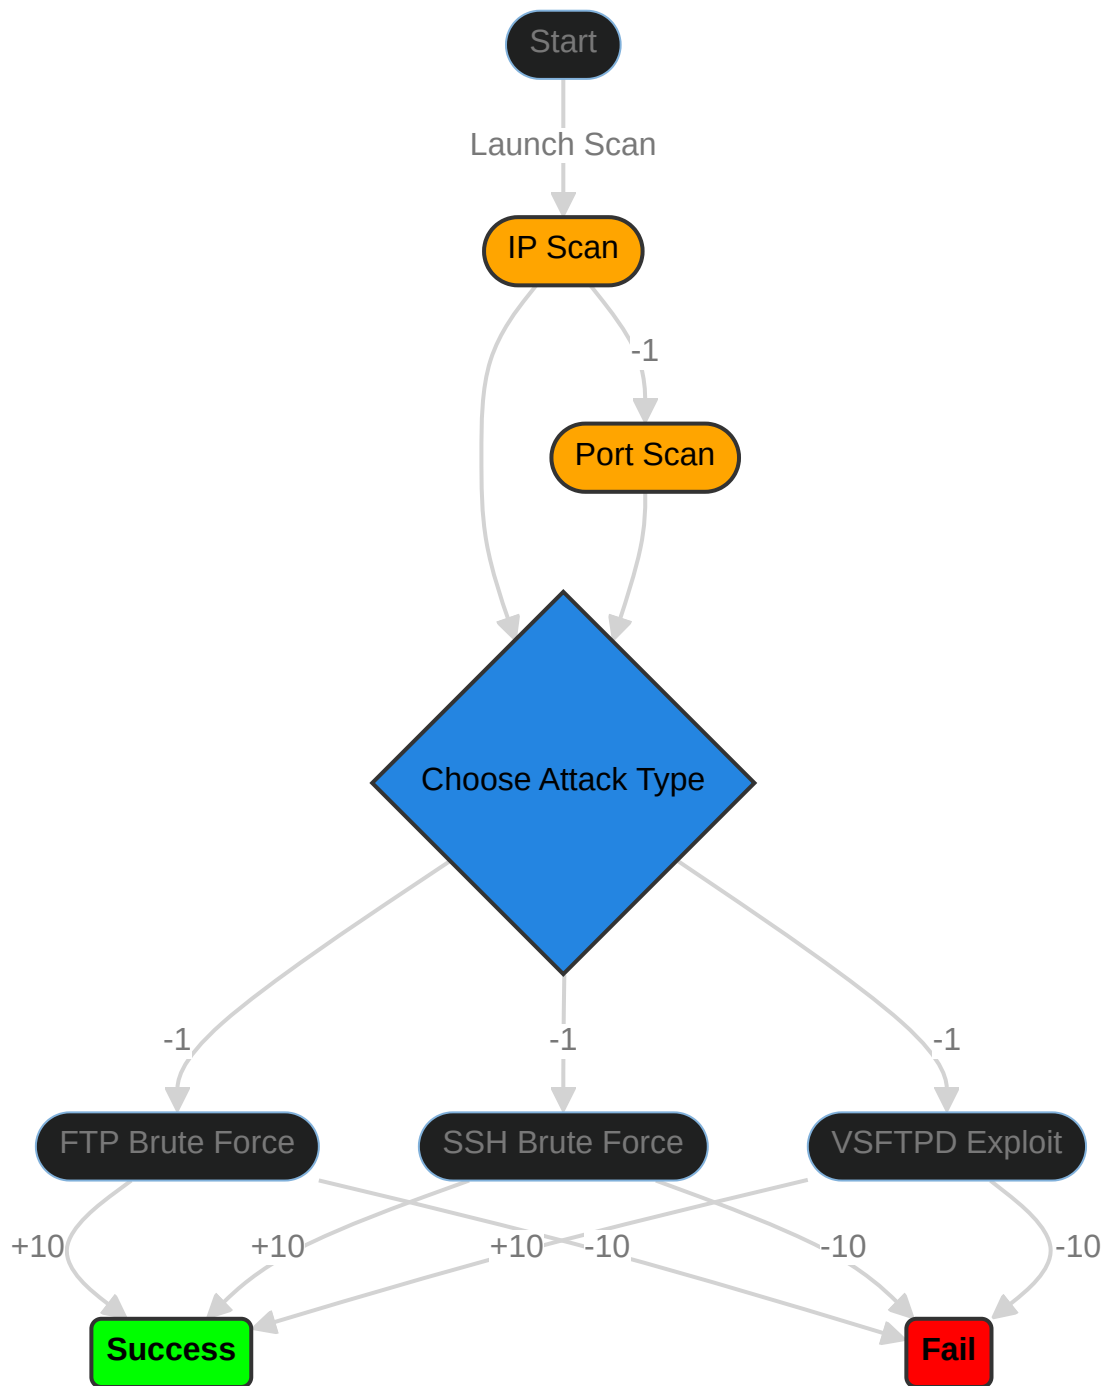 Start
Launch Scan
IP Scan
-1
Port Scan
Choose Attack Type
-1
-1
-1
FTP Brute Force
SSH Brute Force
VSFTPD Exploit
+10
+10
+10
-10
-10
-10
Success
Fail